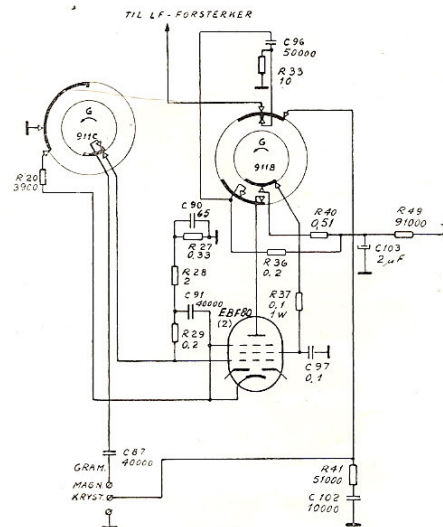 TIL LF-FORSTERKER
C96
50000
R33
10
G
911C
G
911B
R20
3900
C90
65
R27
0,33
R40
0,51
R49
91000
C103
2µF
R36
0,2
R28
2
C91
40000
R37
0,1
1W
EBF80
(2)
R29
0,2
C97
0,1
C87
40000
GRAM.
MAGN.
KRYST.
R41
51000
C102
10000